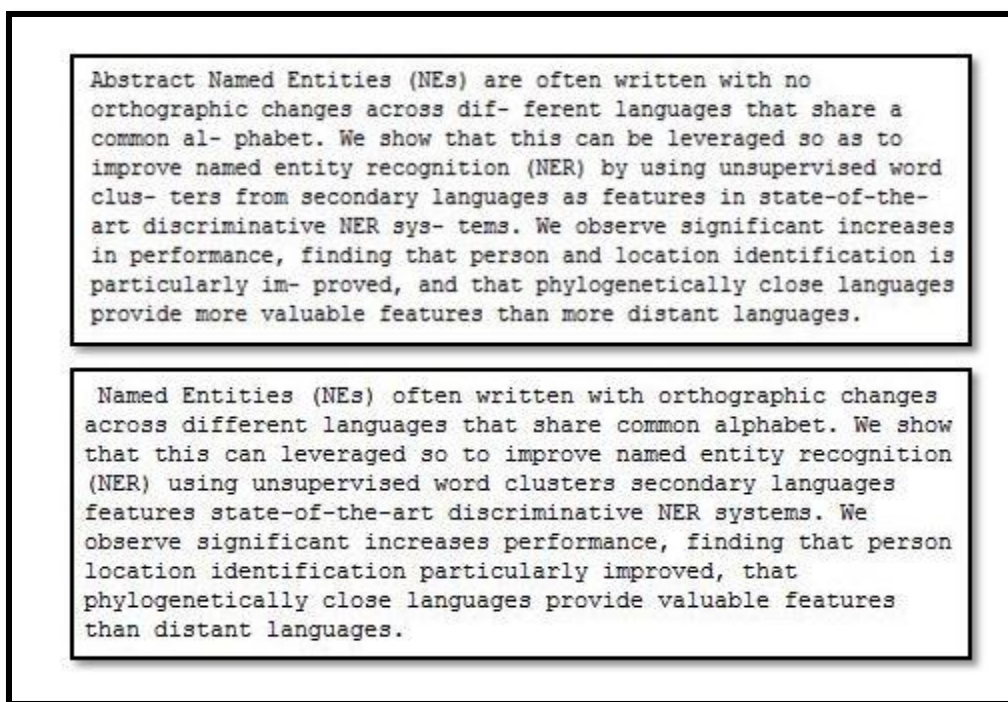 Abstract Named Entities (NEs) are often written with no
orthographic changes across dif- ferent languages that share a
common al- phabet. We show that this can be leveraged so as to
improve named entity recognition (NER) by using unsupervised word
clus- ters from secondary languages as features in state-of-the-
art discriminative NER sys- tems. We observe significant increases
in performance, finding that person and location identification is
particularly im- proved, and that phylogenetically close languages
provide more valuable features than more distant languages.
Named Entities (NEs) often written with orthographic changes
across different languages that share common alphabet. We show
that this can leveraged so to improve named entity recognition
(NER) using unsupervised word clusters secondary languages
features state-of-the-art discriminative NER systems. We
observe significant increases performance, finding that person
location identification particularly improved, that
phylogenetically close languages provide valuable features
than distant languages.